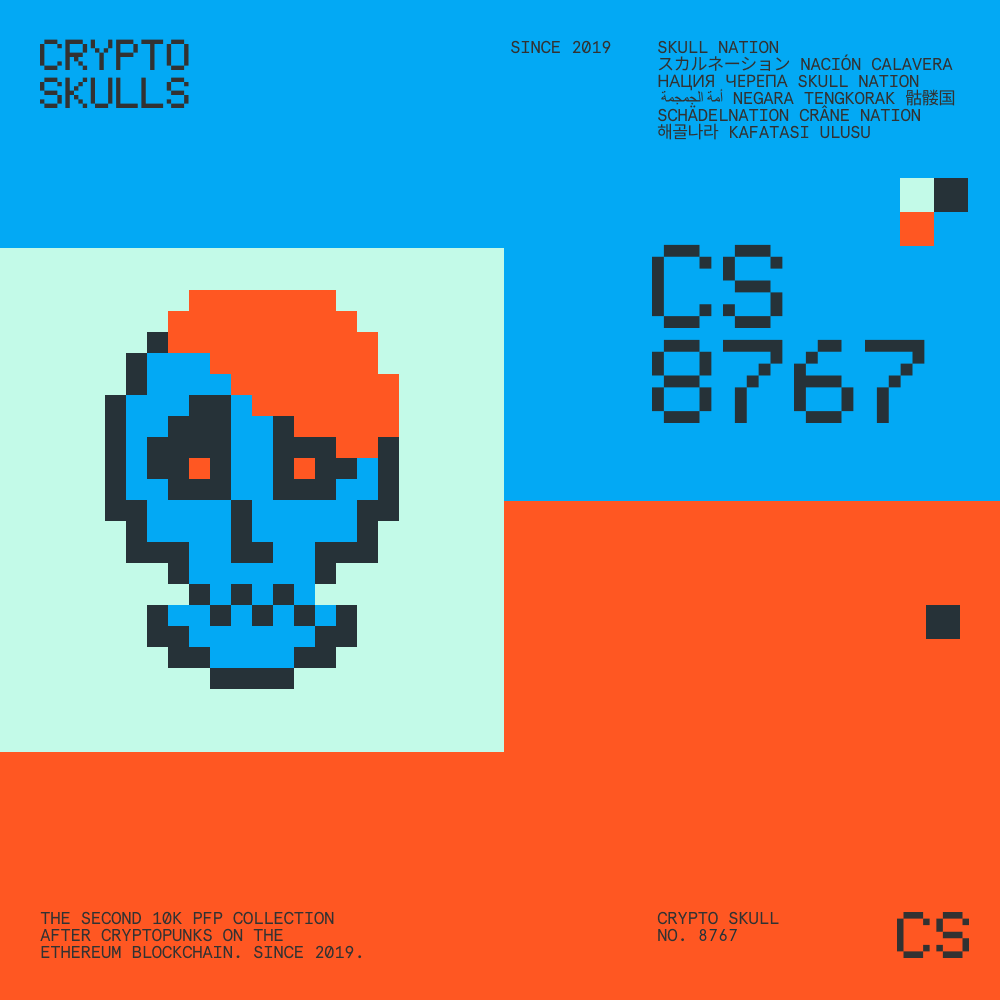 CRYPTO
SKULLS
SINCE 2019
SKULL NATION
スカルネーション NACIÓN CALAVERA
НАЦИЯ ЧЕРЕПА SKULL NATION
أمة الجمجمة NEGARA TENGKORAK 骷髅国
SCHÄDELNATION CRÂNE NATION
해골나라 KAFATASI ULUSU
CS
8767
THE SECOND 10K PFP COLLECTION
AFTER CRYPTOPUNKS ON THE
ETHEREUM BLOCKCHAIN. SINCE 2019.
CRYPTO SKULL
NO. 8767
CS